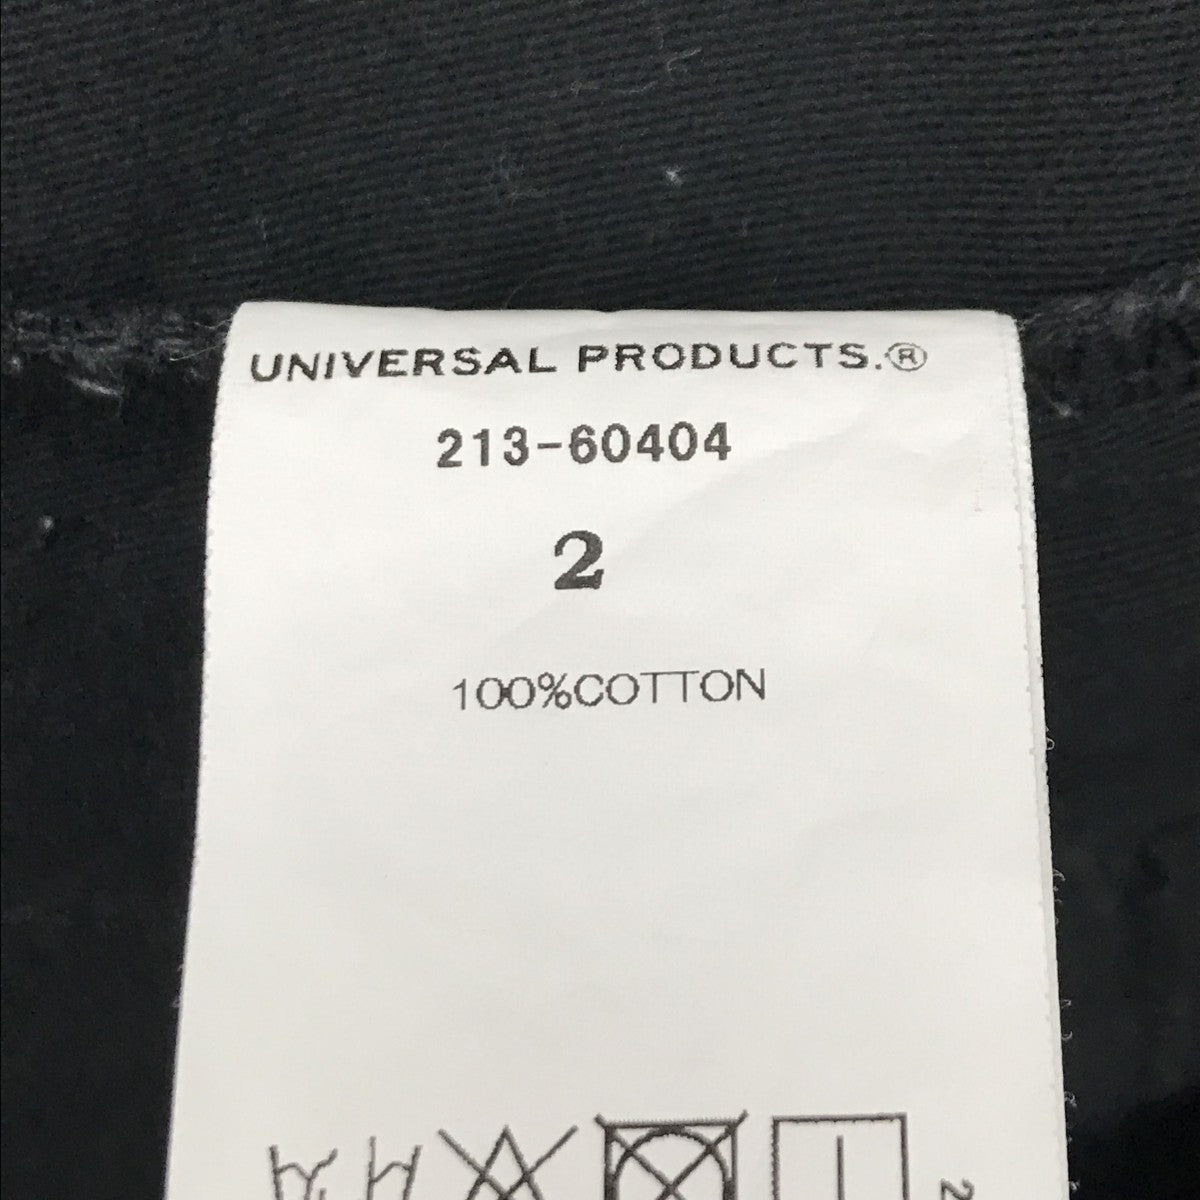 UNIVERSAL PRODUCTS.®
213-60404
2
100%COTTON